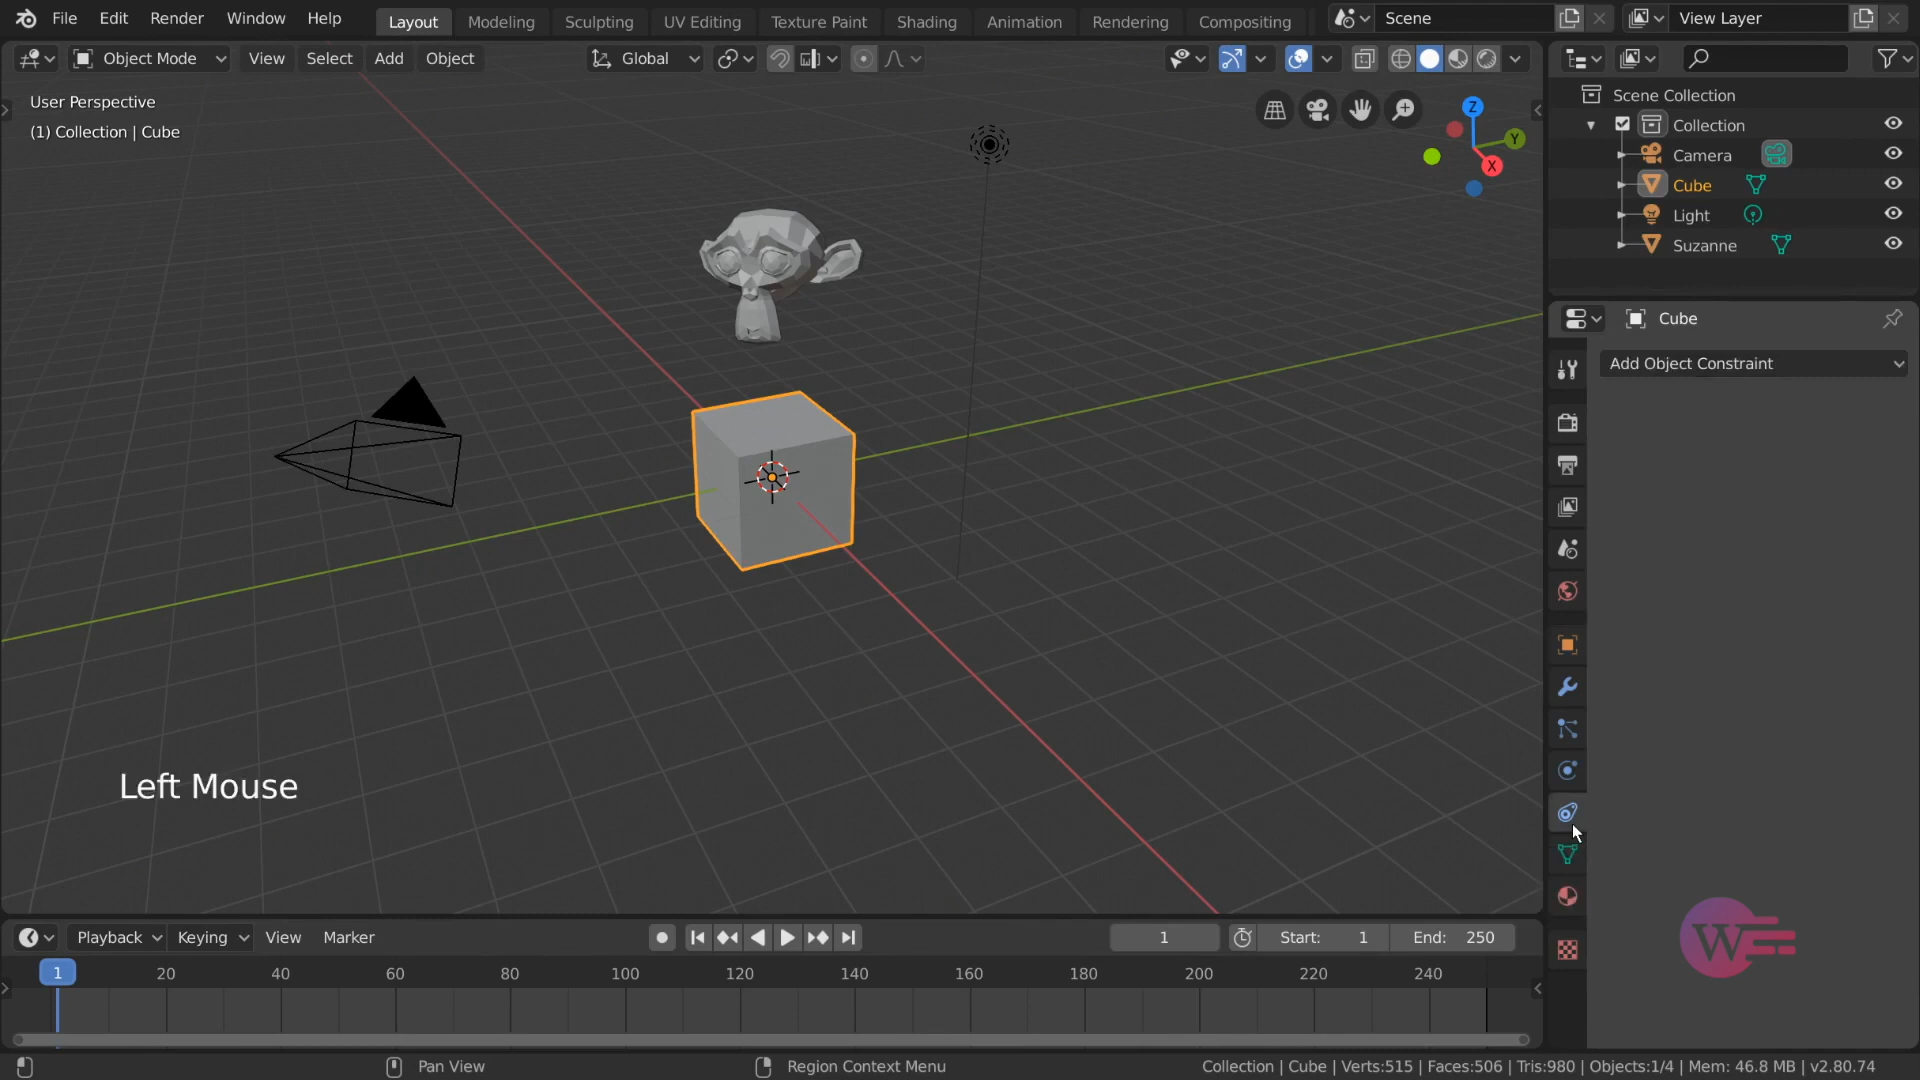 File Edit Render Window Help Layout Modeling Sculpting UV Editing Texture Paint Shading Animation Rendering Compositing Scene View Layer
Object Mode View Select Add Object Global
User Perspective
(1) Collection | Cube
Z
Y
X
Scene Collection
Collection
Camera
Cube
Light
Suzanne
Cube
Add Object Constraint
Left Mouse
W
Playback Keying View Marker 1 Start: 1 End: 250
1 20 40 60 80 100 120 140 160 180 200 220 240
Pan View Region Context Menu Collection | Cube | Verts:515 | Faces:506 | Tris:980 | Objects:1/4 | Mem: 46.8 MB | v2.80.74